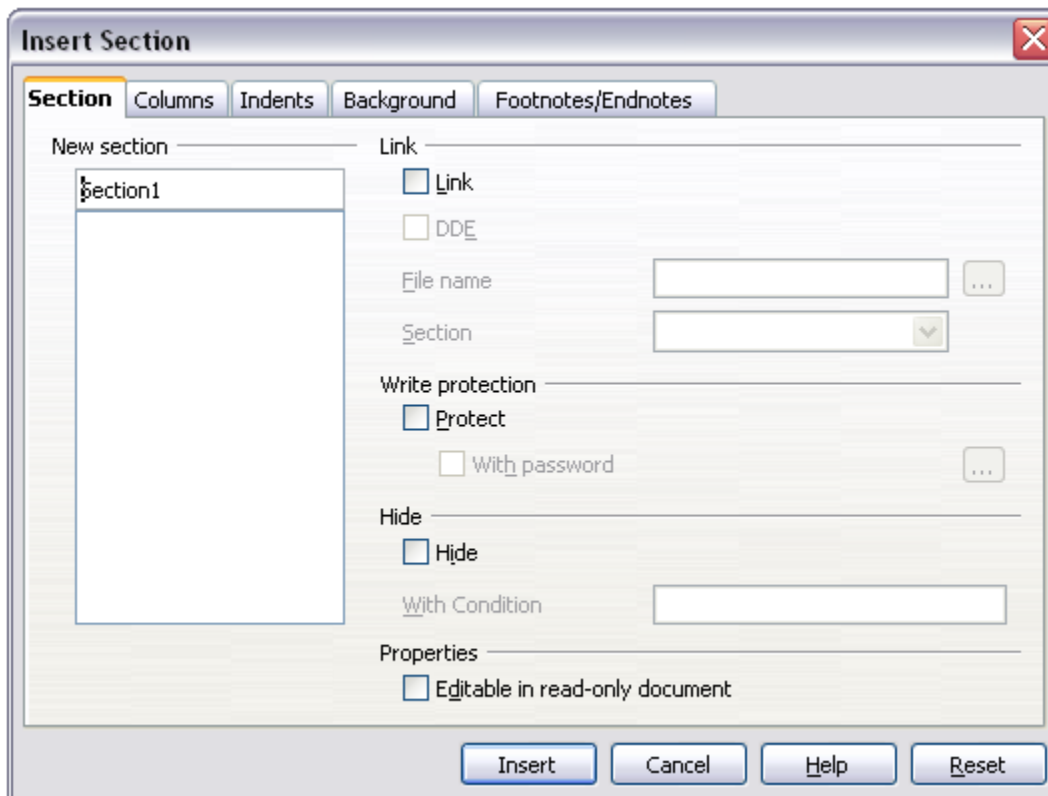 Insert Section
Section Columns Indents Background Footnotes/Endnotes
New section
Section1
Link
Link
DDE
File name ...
Section
Write protection
Protect
With password ...
Hide
Hide
With Condition
Properties
Editable in read-only document
Insert Cancel Help Reset